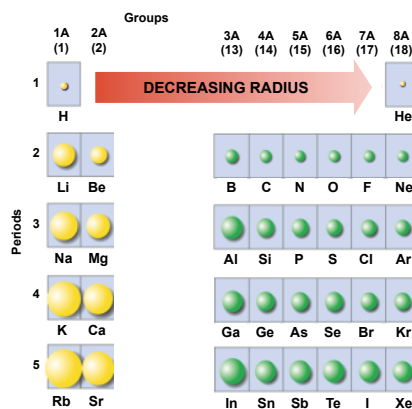 Groups
1A 2A 3A 4A 5A 6A 7A 8A
(1) (2) (13) (14) (15) (16) (17) (18)
1 DECREASING RADIUS
H He
2
Li Be B C N O F Ne
3
Na Mg Al Si P S Cl Ar
Periods
4
K Ca Ga Ge As Se Br Kr
5
Rb Sr In Sn Sb Te I Xe